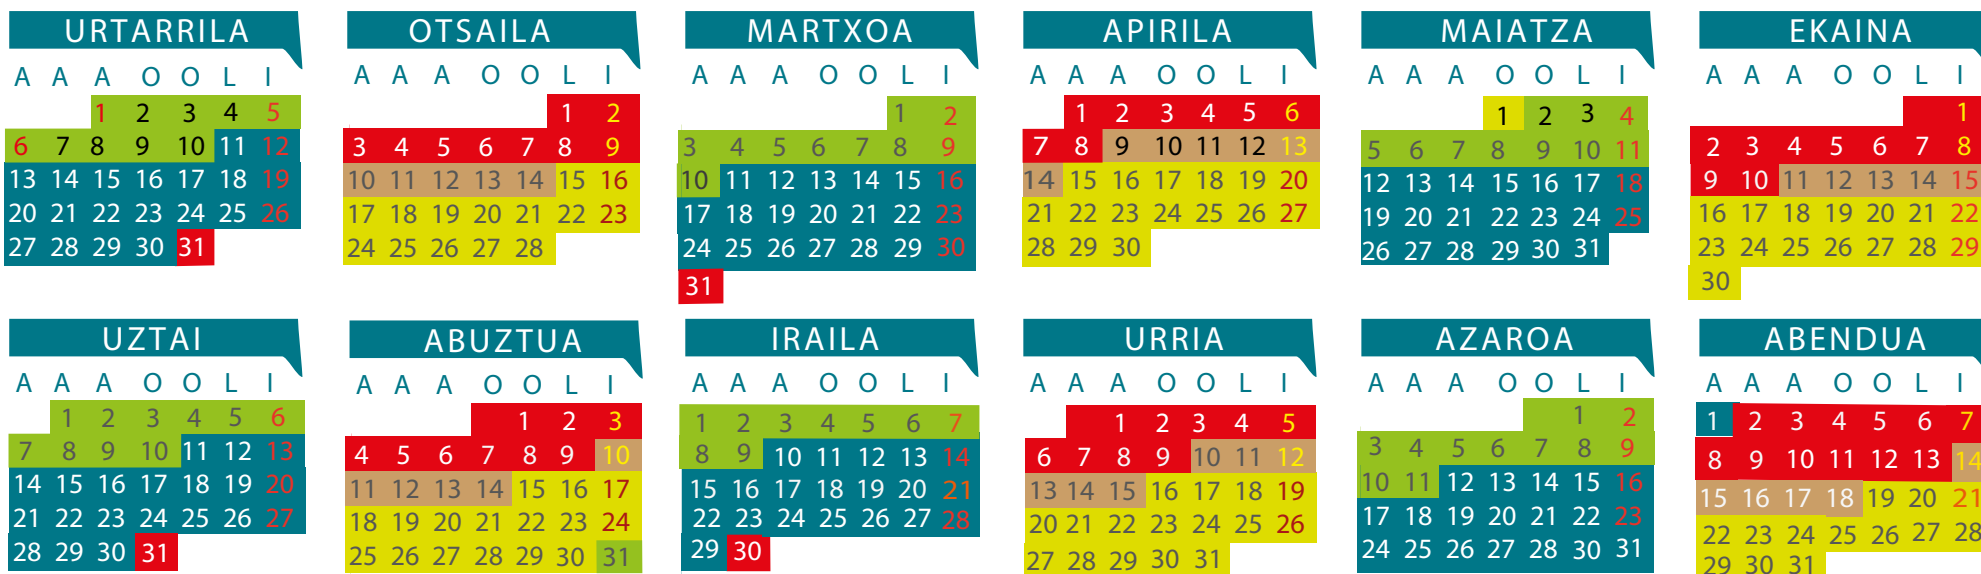 URTARRILA
A A A O O L I
1 2 3 4 5
6 7 8 9 10 11 12
13 14 15 16 17 18 19
20 21 22 23 24 25 26
27 28 29 30 31
OTSAILA
A A A O O L I
1 2
3 4 5 6 7 8 9
10 11 12 13 14 15 16
17 18 19 20 21 22 23
24 25 26 27 28
MARTXOA
A A A O O L I
1 2
3 4 5 6 7 8 9
10 11 12 13 14 15 16
17 18 19 20 21 22 23
24 25 26 27 28 29 30
31
APIRILA
A A A O O L I
1 2 3 4 5 6
7 8 9 10 11 12 13
14 15 16 17 18 19 20
21 22 23 24 25 26 27
28 29 30
MAIATZA
A A A O O L I
1 2 3 4
5 6 7 8 9 10 11
12 13 14 15 16 17 18
19 20 21 22 23 24 25
26 27 28 29 30 31
EKAINA
A A A O O L I
1
2 3 4 5 6 7 8
9 10 11 12 13 14 15
16 17 18 19 20 21 22
23 24 25 26 27 28 29
30
UZTAI
A A A O O L I
1 2 3 4 5 6
7 8 9 10 11 12 13
14 15 16 17 18 19 20
21 22 23 24 25 26 27
28 29 30 31
ABUZTUA
A A A O O L I
1 2 3
4 5 6 7 8 9 10
11 12 13 14 15 16 17
18 19 20 21 22 23 24
25 26 27 28 29 30 31
IRAILA
A A A O O L I
1 2 3 4 5 6 7
8 9 10 11 12 13 14
15 16 17 18 19 20 21
22 23 24 25 26 27 28
29 30
URRIA
A A A O O L I
1 2 3 4 5
6 7 8 9 10 11 12
13 14 15 16 17 18 19
20 21 22 23 24 25 26
27 28 29 30 31
AZAROA
A A A O O L I
1 2
3 4 5 6 7 8 9
10 11 12 13 14 15 16
17 18 19 20 21 22 23
24 25 26 27 28 30 31
ABENDUA
A A A O O L I
1 2 3 4 5 6 7
8 9 10 11 12 13 14
15 16 17 18 19 20 21
22 23 24 25 26 27 28
29 30 31